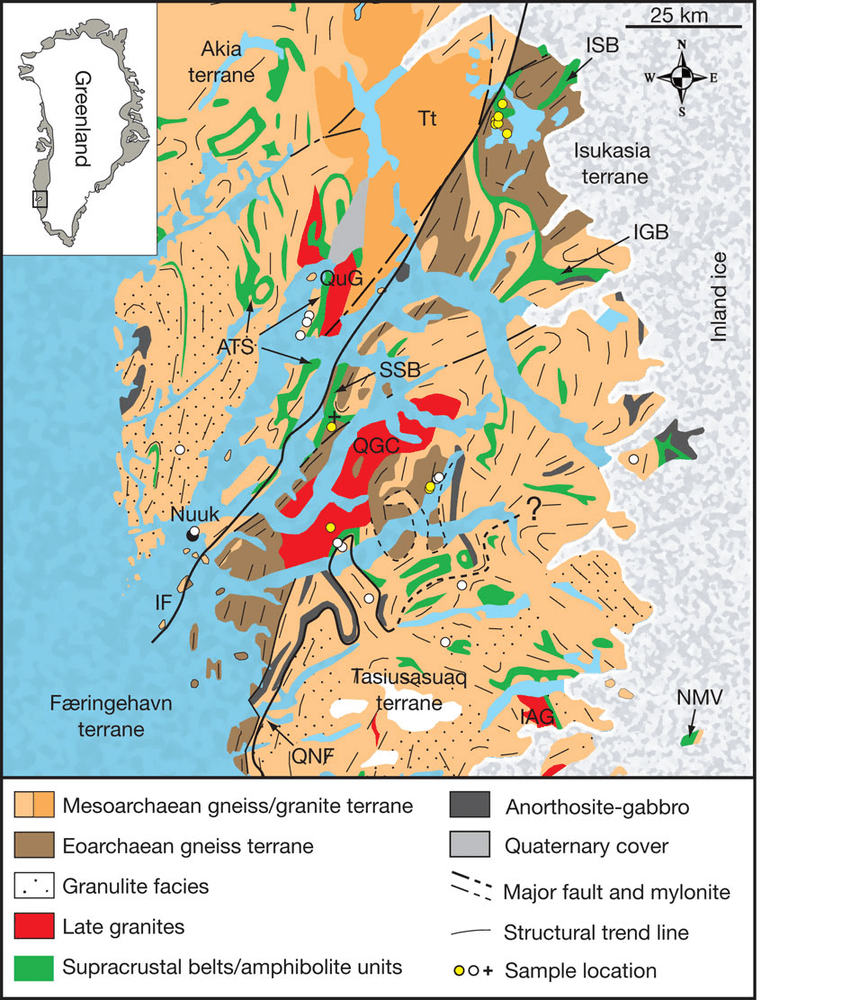 25 km
Akia
terrane
ISB
N
W
E
S
Greenland
Tt
Isukasia
terrane
IGB
QuG
Inland ice
ATS
SSB
QGC
?
Nuuk
IF
Færingehavn
terrane
Tasiusasuaq
terrane
NMV
IAG
QNF
Mesoarchaean gneiss/granite terrane
Eoarchaean gneiss terrane
Granulite facies
Late granites
Supracrustal belts/amphibolite units
Anorthosite-gabbro
Quaternary cover
Major fault and mylonite
Structural trend line
Sample location